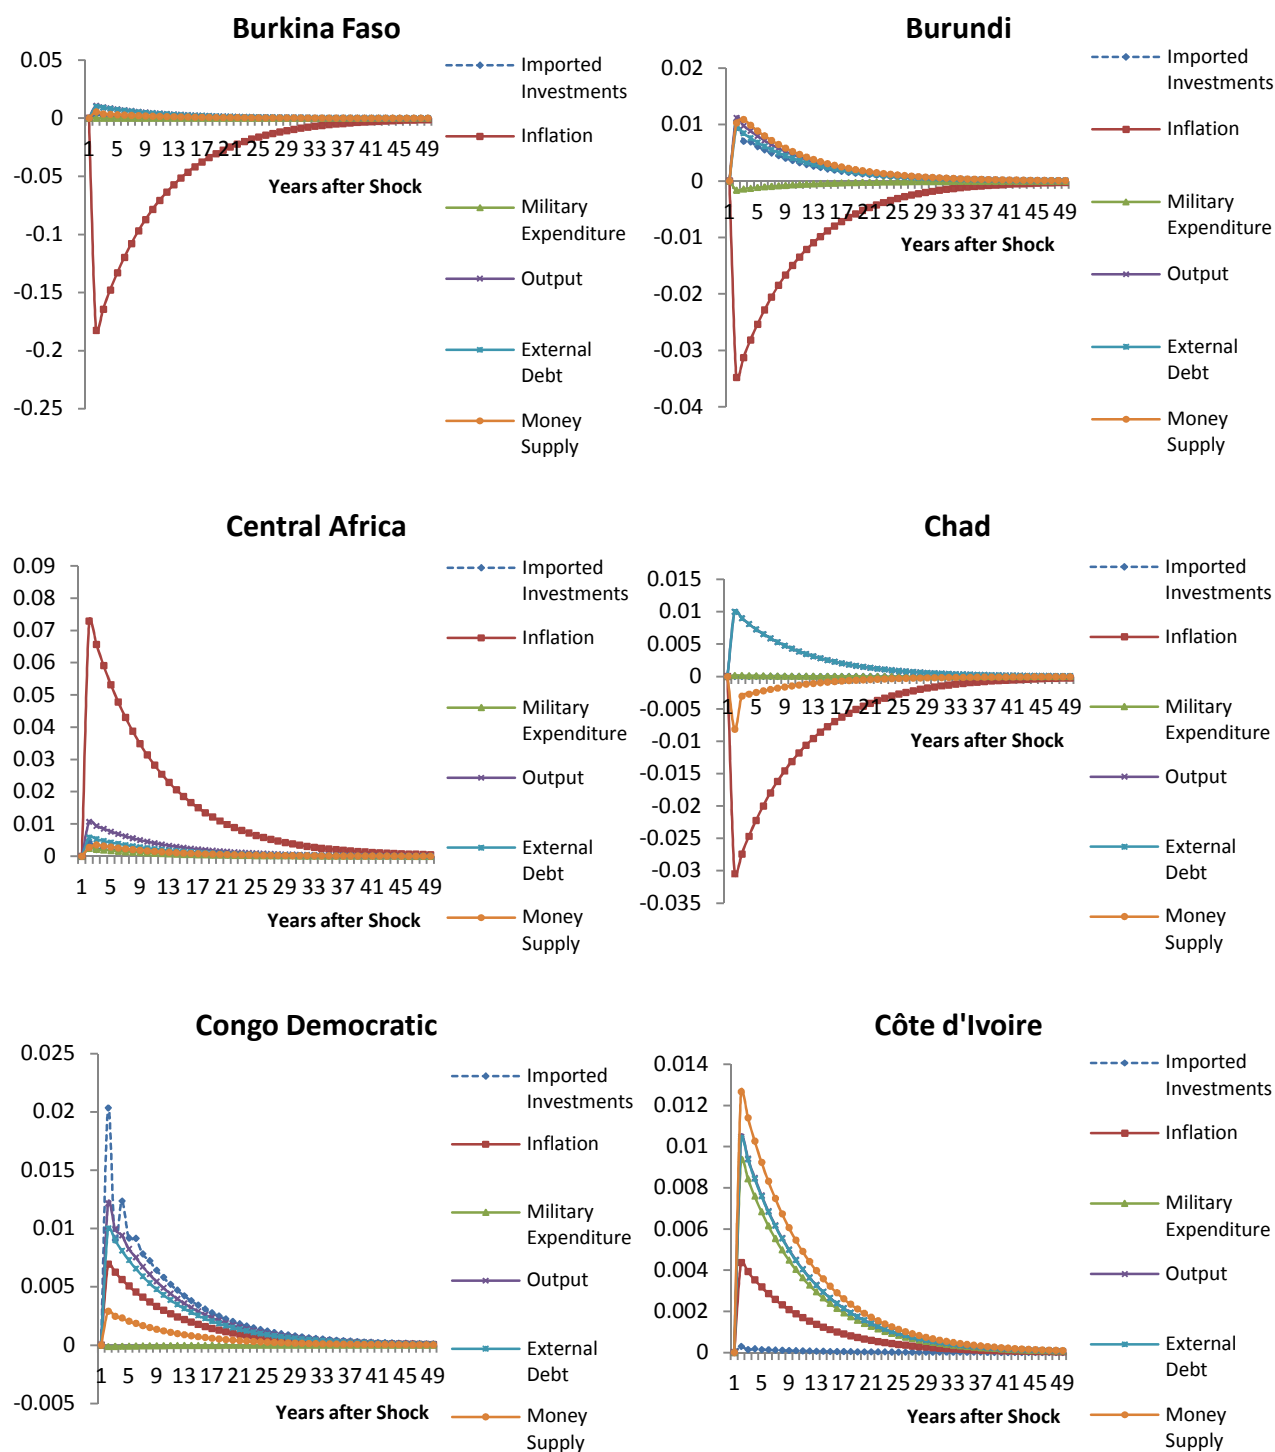 Burkina Faso
0.05
0
-0.05
-0.1
-0.15
-0.2
-0.25
1 5 9 13 17 21 25 29 33 37 41 45 49
Years after Shock
Imported
Investments
Inflation
Military
Expenditure
Output
External
Debt
Money
Supply
Burundi
0.02
0.01
0
-0.01
-0.02
-0.03
-0.04
1 5 9 13 17 21 25 29 33 37 41 45 49
Years after Shock
Imported
Investments
Inflation
Military
Expenditure
Output
External
Debt
Money
Supply
Central Africa
0.09
0.08
0.07
0.06
0.05
0.04
0.03
0.02
0.01
0
1 5 9 13 17 21 25 29 33 37 41 45 49
Years after Shock
Imported
Investments
Inflation
Military
Expenditure
Output
External
Debt
Money
Supply
Chad
0.015
0.01
0.005
0
-0.005
-0.01
-0.015
-0.02
-0.025
-0.03
-0.035
1 5 9 13 17 21 25 29 33 37 41 45 49
Years after Shock
Imported
Investments
Inflation
Military
Expenditure
Output
External
Debt
Money
Supply
Congo Democratic
0.025
0.02
0.015
0.01
0.005
0
-0.005
1 5 9 13 17 21 25 29 33 37 41 45 49
Years after Shock
Imported
Investments
Inflation
Military
Expenditure
Output
External
Debt
Money
Supply
Côte d'Ivoire
0.014
0.012
0.01
0.008
0.006
0.004
0.002
0
1 5 9 13 17 21 25 29 33 37 41 45 49
Years after Shock
Imported
Investments
Inflation
Military
Expenditure
Output
External
Debt
Money
Supply